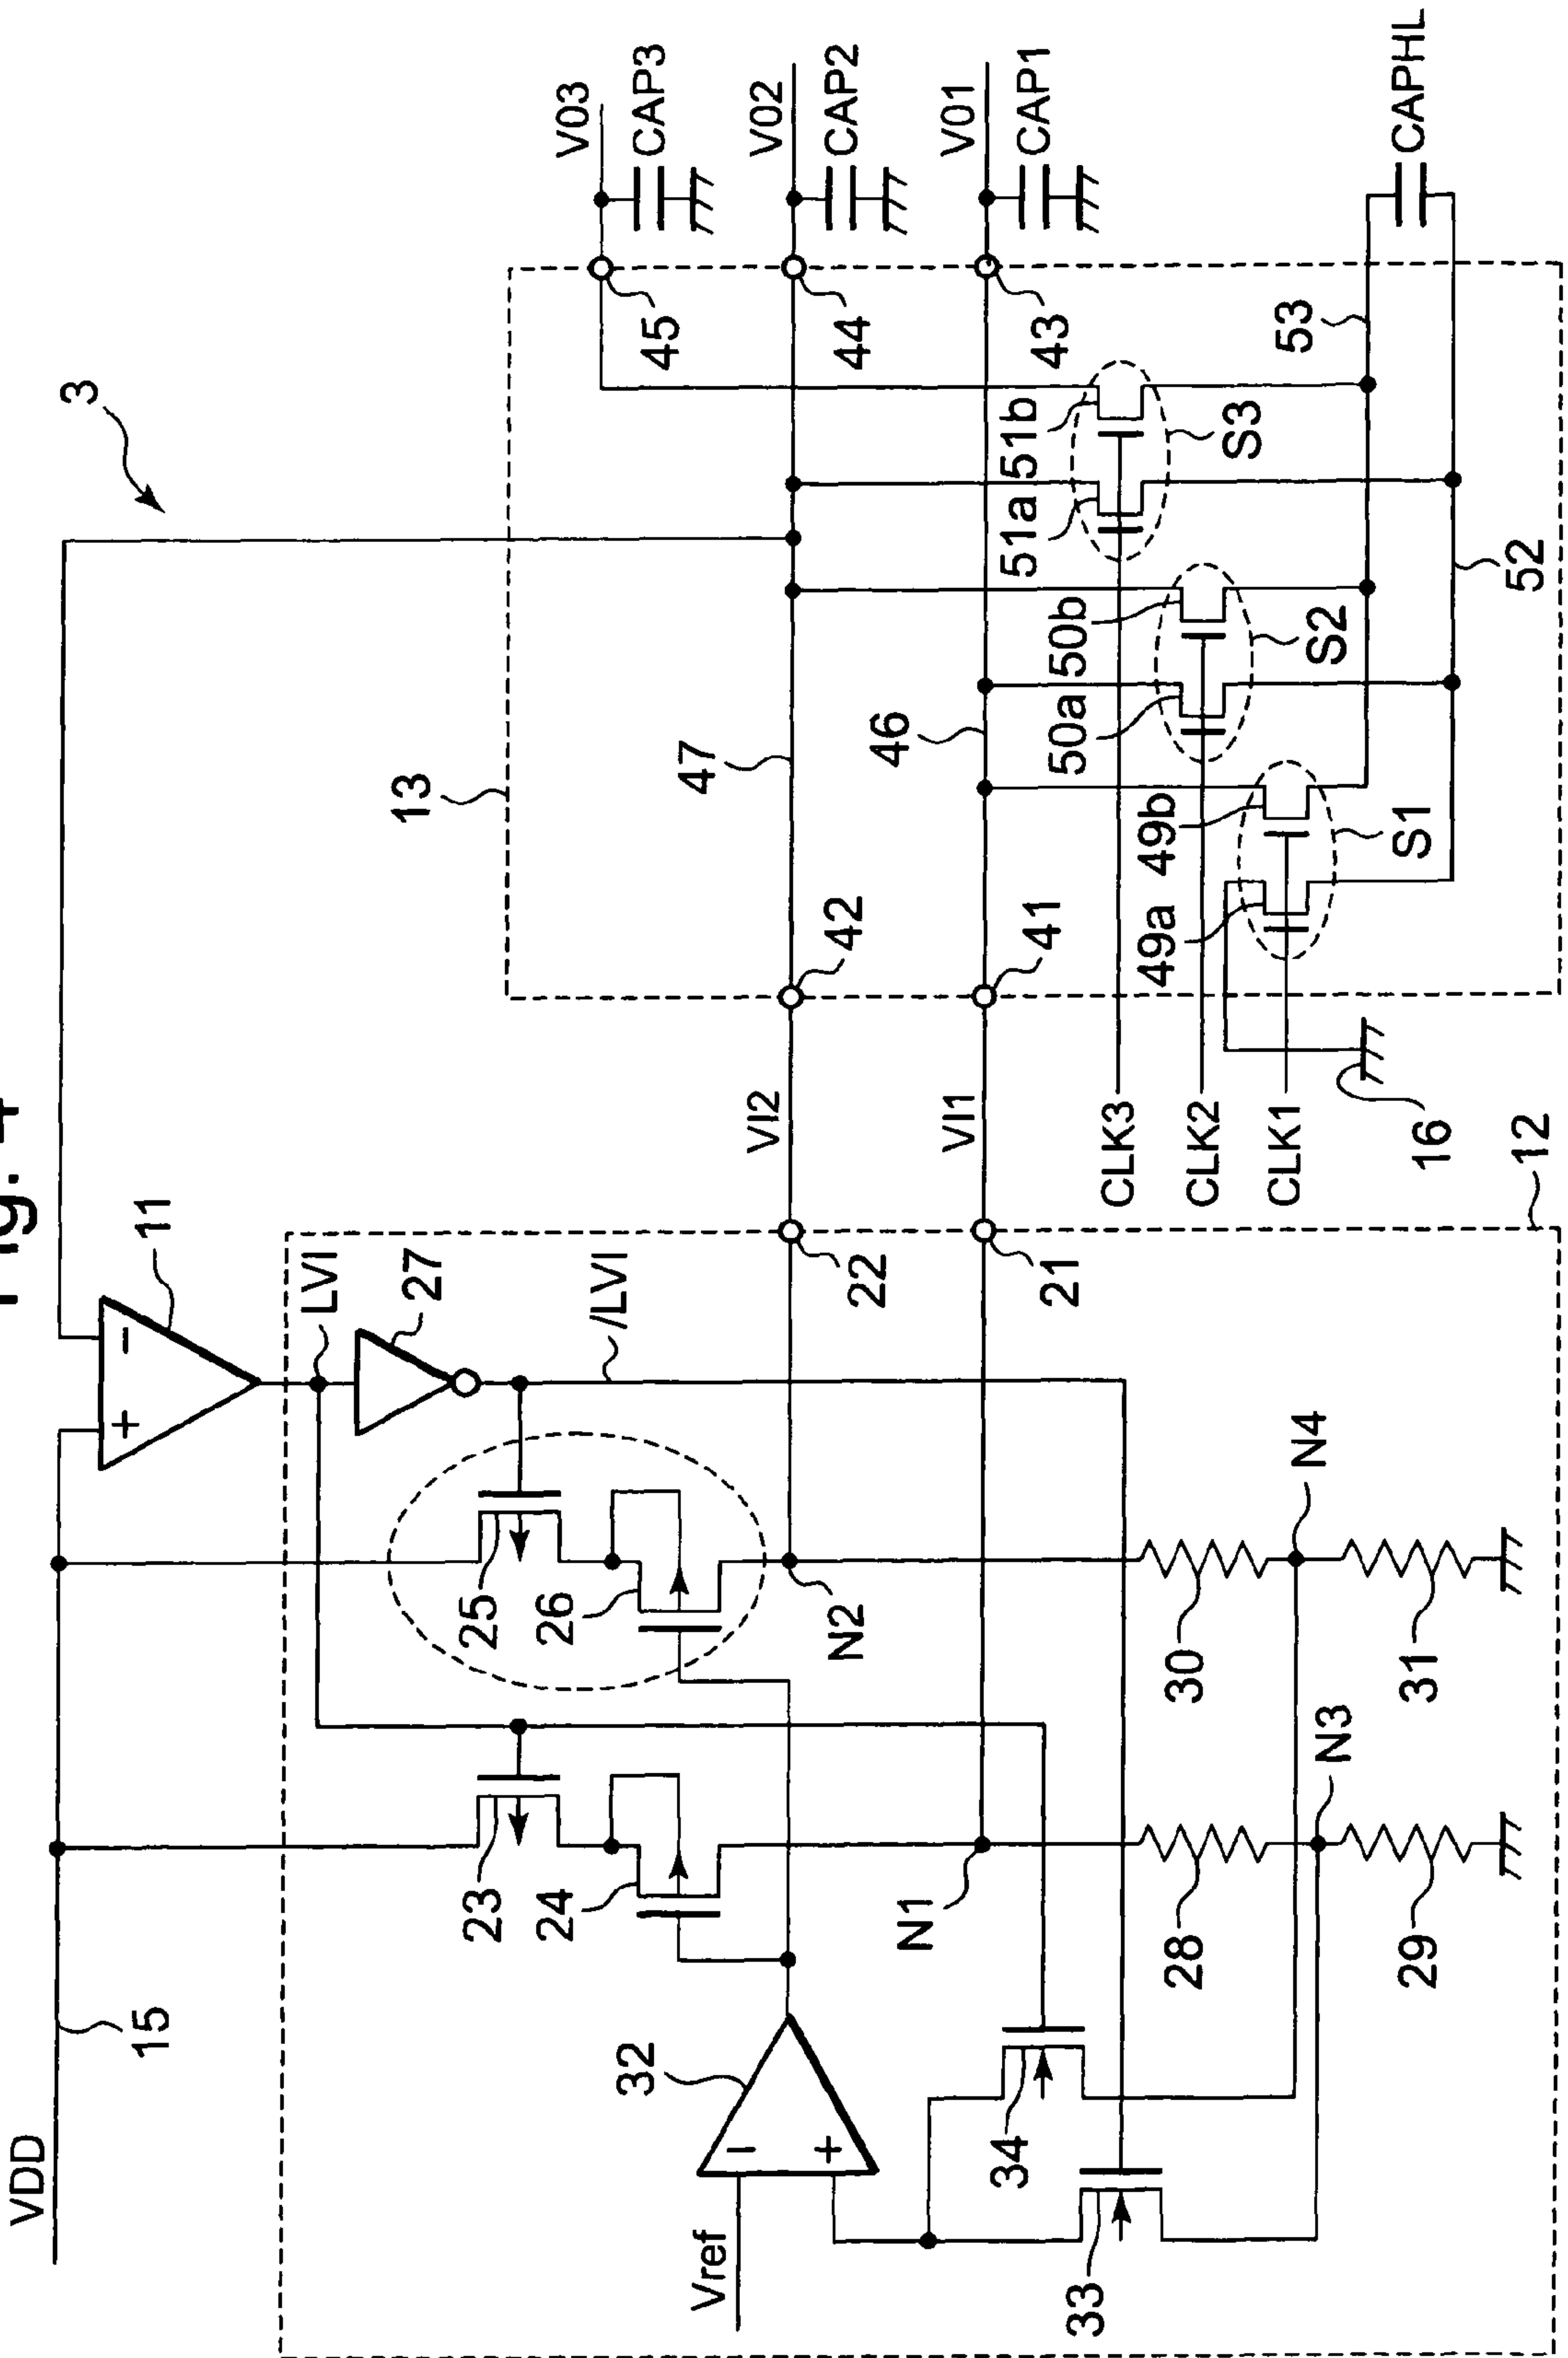 Fig. 4
3
VDD
15
11
LVI
27
/LVI
25
26
23
24
N2
N1
32
Vref
34
33
28
29
30
31
N3
N4
22
21
12
VI2
VI1
42
41
13
47
46
CLK3
CLK2
CLK1
16
49a
49b
S1
50a
50b
S2
51a
51b
S3
52
53
45
44
43
V03
CAP3
V02
CAP2
V01
CAP1
CAPHL